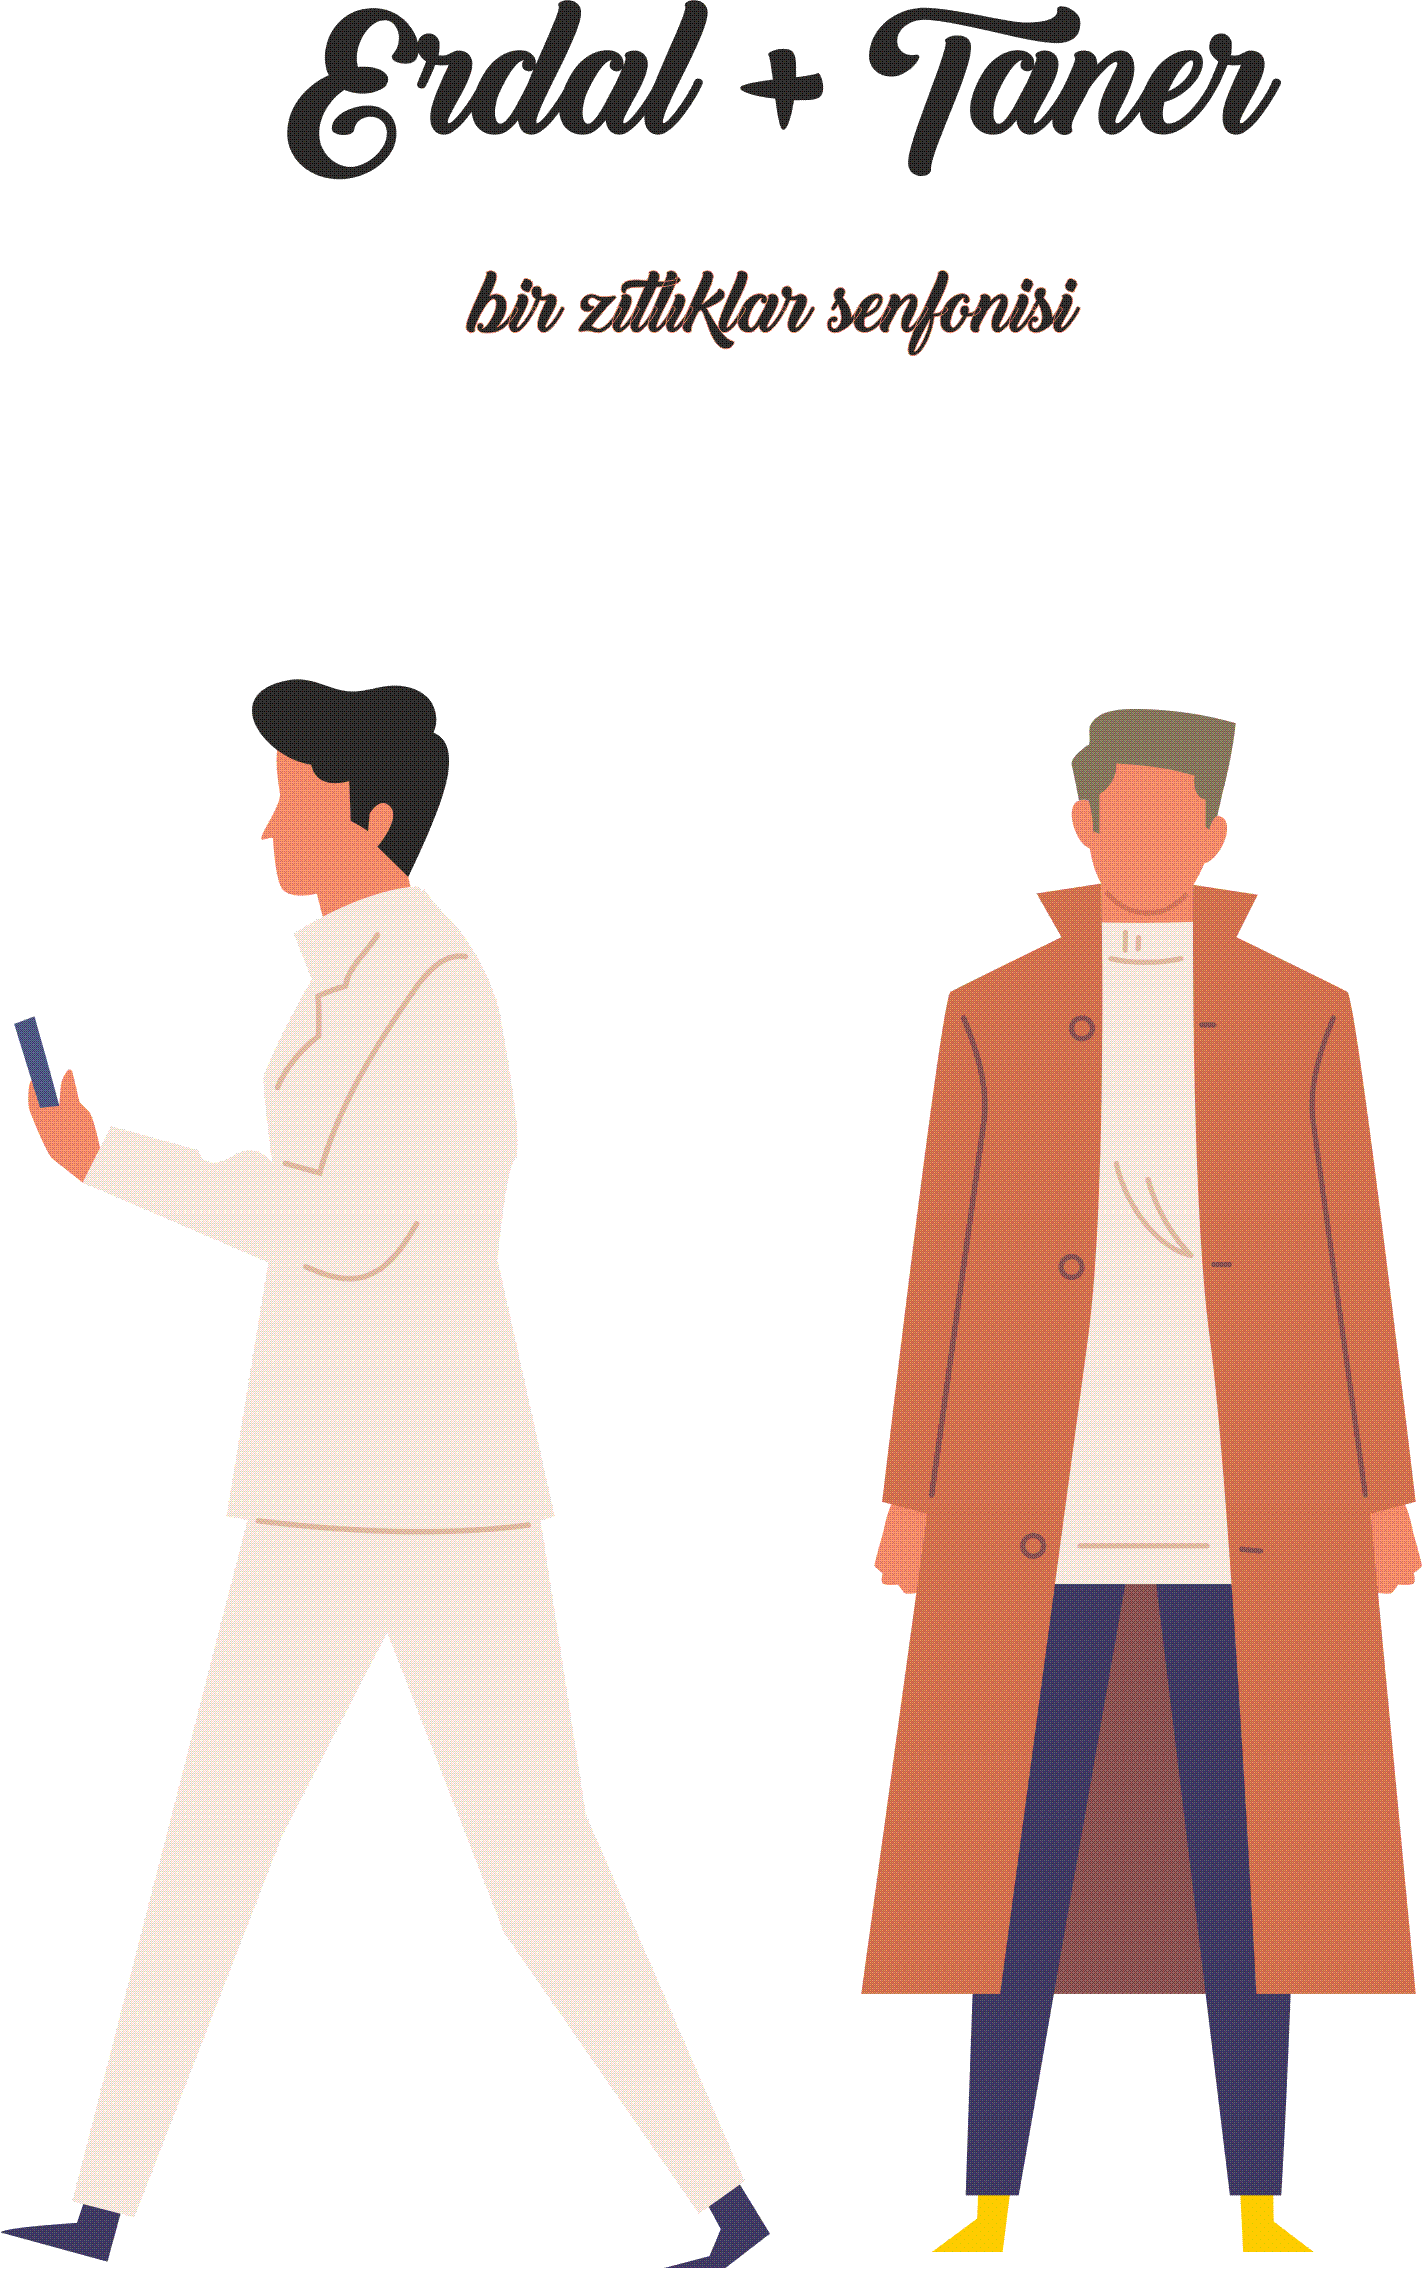 Erdal + Taner
bir zıtlıklar senfonisi